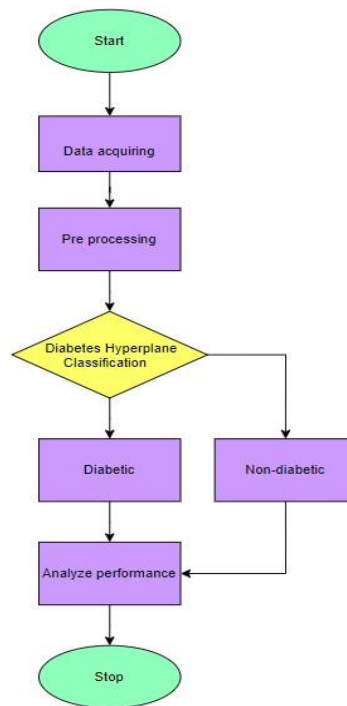 Start
Data acquiring
Pre processing
Diabetes Hyperplane
Classification
Diabetic
Non-diabetic
Analyze performance
Stop